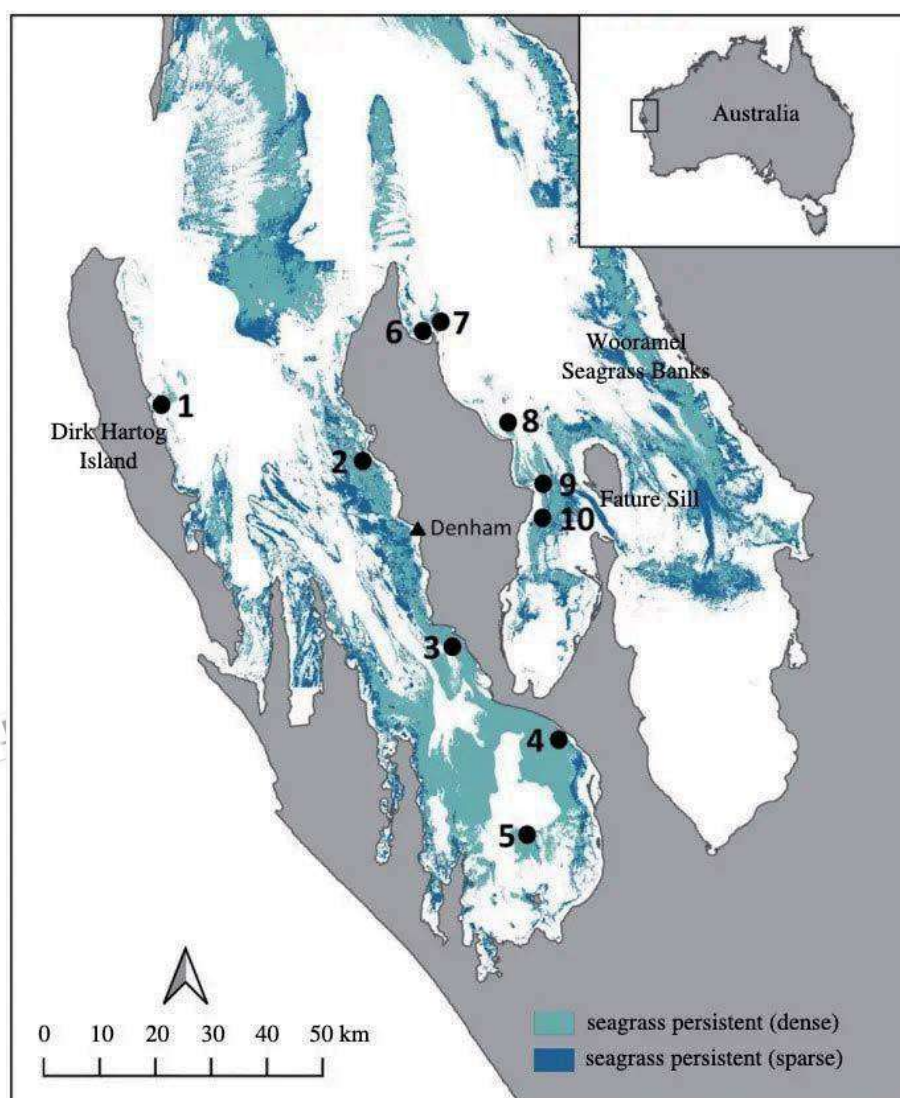 Australia
6
7
Wooramel
Seagrass Banks
1
8
Dirk Hartog
Island
2
9
Fature Sill
10
Denham
3
4
5
0 10 20 30 40 50 km
seagrass persistent (dense)
seagrass persistent (sparse)